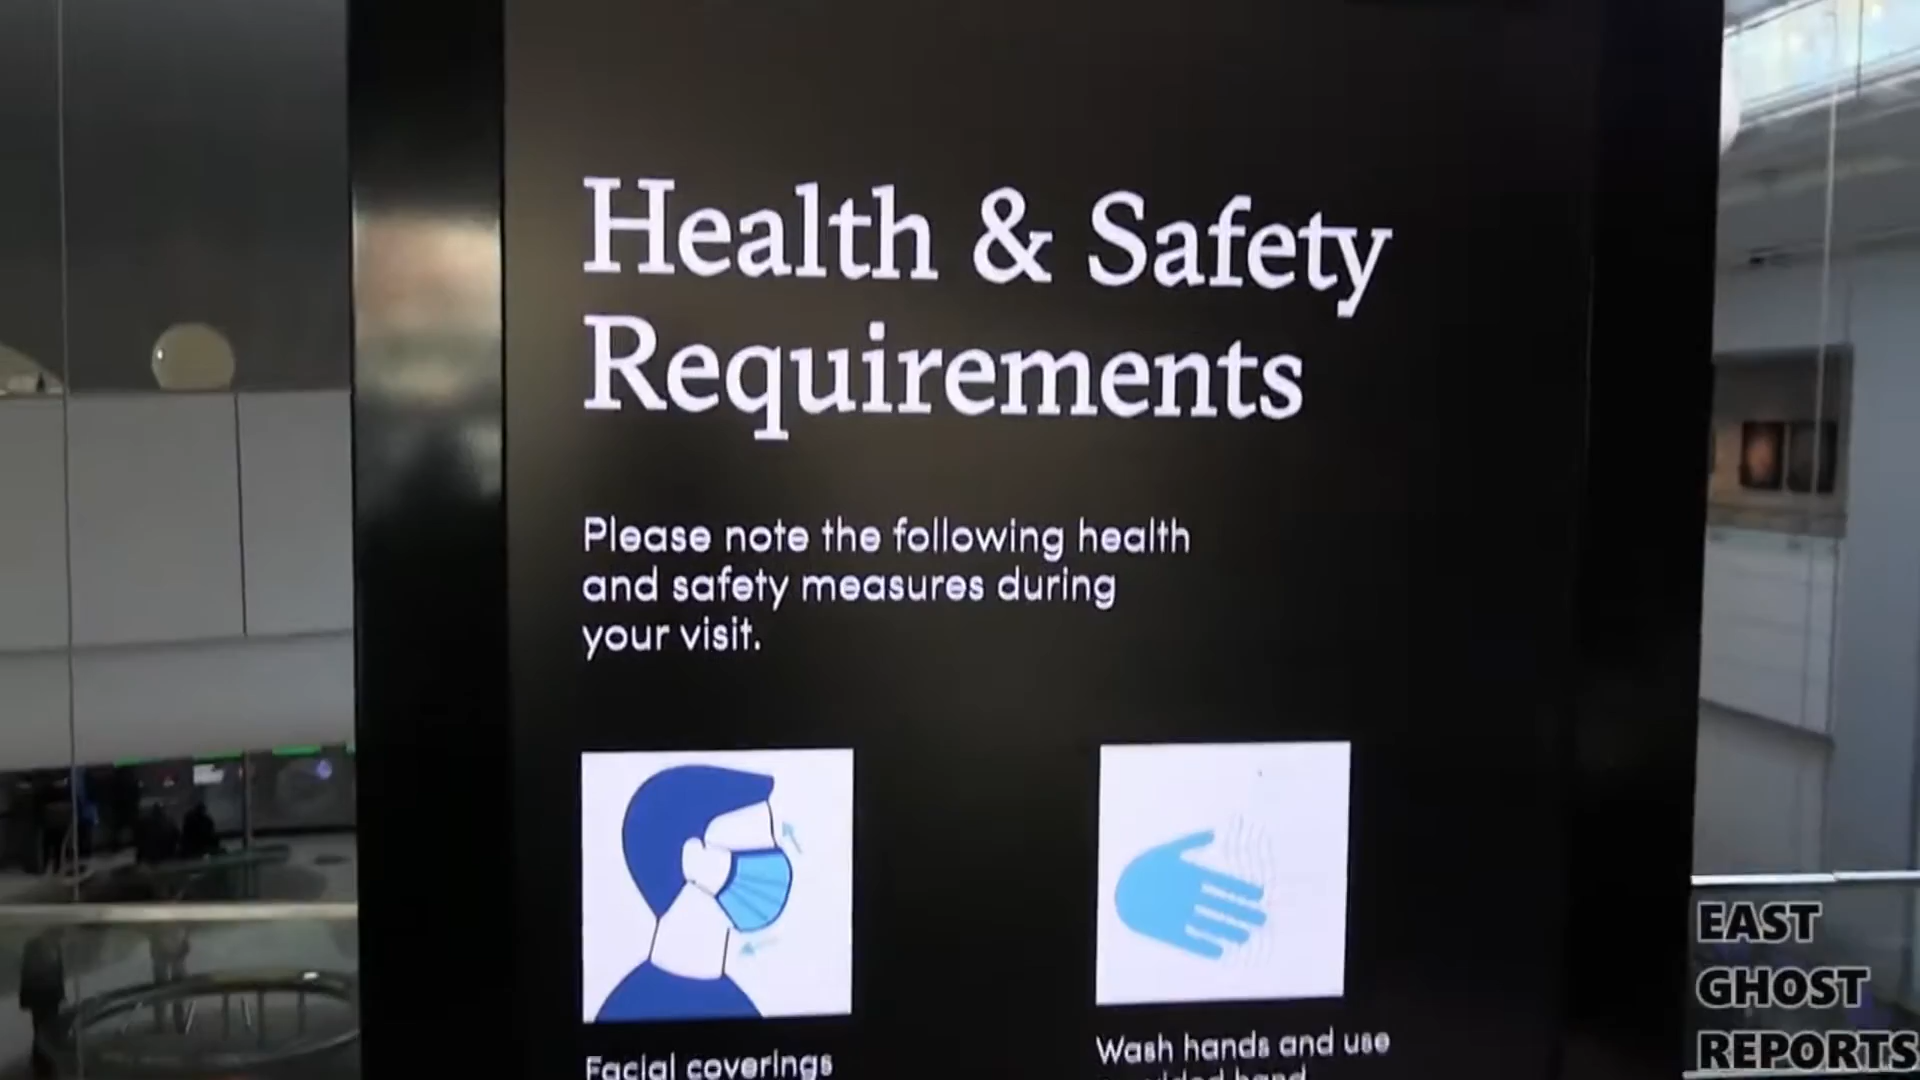 Health & Safety
Requirements
Please note the following health
and safety measures during
your visit.
Facial coverings
Wash hands and use
hand
EAST
GHOST
REPORTS